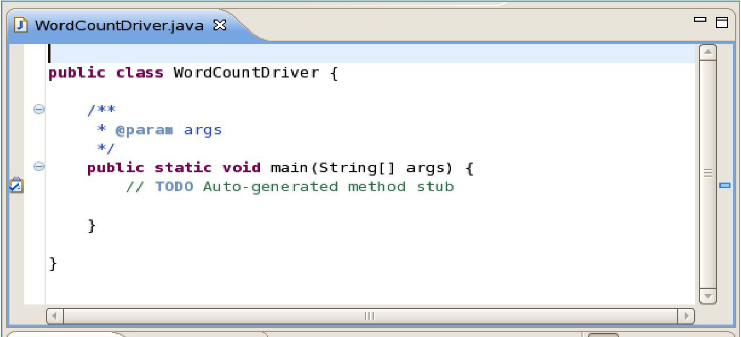 WordCountDriver.java
public class WordCountDriver {
/**
* @param args
*/
public static void main(String[] args) {
// TODO Auto-generated method stub
}
}